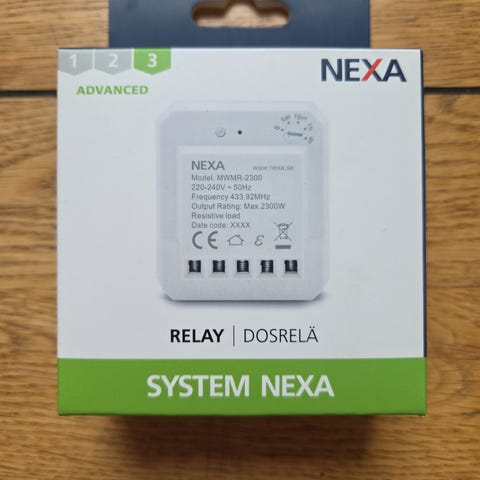 1 2 3
ADVANCED
NEXA
NEXA www.nexa.se
Model. MWMR-2300
220-240V ~ 50Hz
Frequency 433.92MHz
Output Rating: Max.2300W
Resistive load
Date code: XXXX
CE
RELAY | DOSRELÄ
SYSTEM NEXA